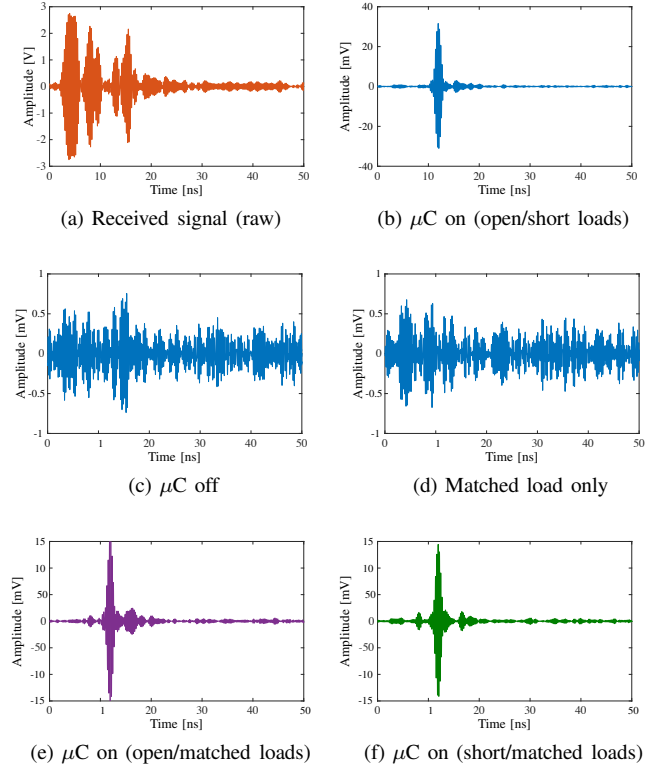 3
2
1
0
-1
-2
-3
Amplitude [V]
0 10 20 30 40 50
Time [ns]
(a) Received signal (raw)
40
20
0
-20
-40
Amplitude [mV]
0 10 20 30 40 50
Time [ns]
(b) μC on (open/short loads)
1
0.5
0
-0.5
-1
Amplitude [mV]
0 1 20 30 40 50
Time [ns]
(c) μC off
1
0.5
0
-0.5
-1
Amplitude [mV]
0 1 20 30 40 50
Time [ns]
(d) Matched load only
15
10
5
0
-5
-10
15
Amplitude [mV]
0 1 20 30 40 50
Time [ns]
(e) μC on (open/matched loads)
15
10
5
0
-5
-10
15
Amplitude [mV]
0 1 20 30 40 50
Time [ns]
(f) μC on (short/matched loads)